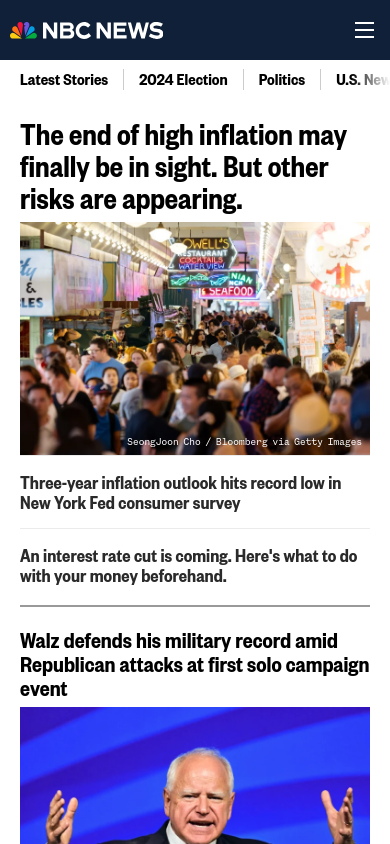 NBC NEWS
Latest Stories
2024 Election
Politics
U.S. New
The end of high inflation may
finally be in sight. But other
risks are appearing.
LOWELL'S
RESTAURANT
COCKTAILS
WATER VIEW
SEAFOOD
SeongJoon Cho / Bloomberg via Getty Images
Three-year inflation outlook hits record low in
New York Fed consumer survey
An interest rate cut is coming. Here's what to do
with your money beforehand.
Walz defends his military record amid
Republican attacks at first solo campaign
event